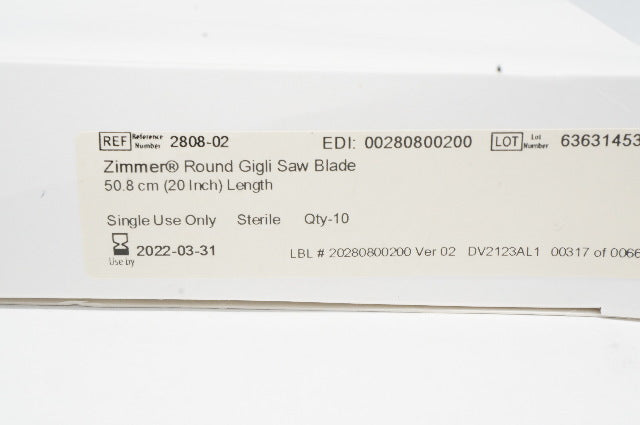 REF Reference Number 2808-02 EDI: 00280800200 LOT Lot Number 63631453
Zimmer® Round Gigli Saw Blade
50.8 cm (20 Inch) Length
Single Use Only Sterile Qty-10
Use by 2022-03-31 LBL # 20280800200 Ver 02 DV2123AL1 00317 of 0066